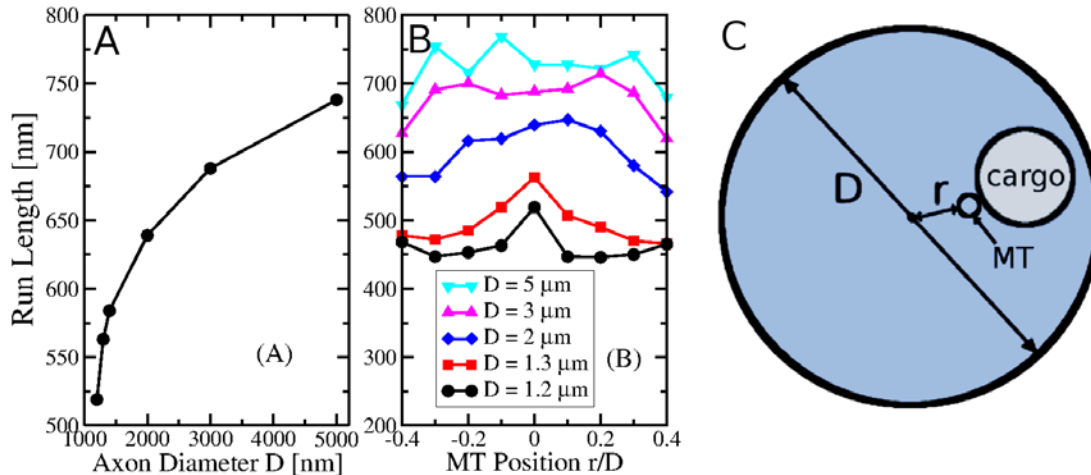 A
Run Length [nm]
800
750
700
650
600
550
500
1000
2000
3000
4000
5000
Axon Diameter D [nm]
(A)
B
800
700
600
500
400
300
200
-0.4
-0.2
0
0.2
0.4
MT Position r/D
D = 5 μm
D = 3 μm
D = 2 μm
D = 1.3 μm
D = 1.2 μm
(B)
C
D
r
cargo
MT